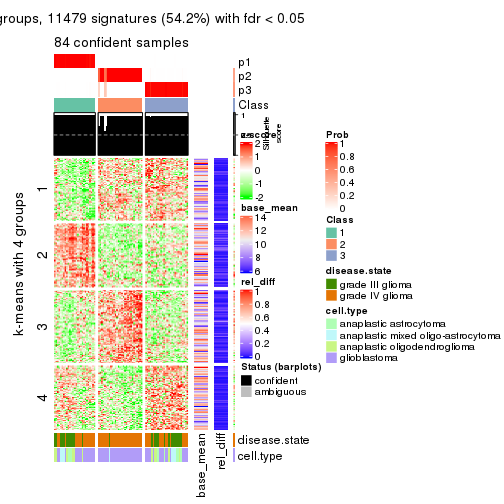 groups, 11479 signatures (54.2%) with fdr < 0.05
84 confident samples
p1
p2
p3
Class
1
Silhouette
score
z-score
2
1
0
-1
-2
base_mean
14
12
10
8
6
rel_diff
1
0.8
0.6
0.4
0.2
0
Status (barplots)
confident
ambiguous
Prob
1
0.8
0.6
0.4
0.2
0
Class
1
2
3
disease.state
grade III glioma
grade IV glioma
cell.type
anaplastic astrocytoma
anaplastic mixed oligo-astrocytoma
anaplastic oligodendroglioma
glioblastoma
k-means with 4 groups
1
2
3
4
disease.state
cell.type
base_mean
rel_diff